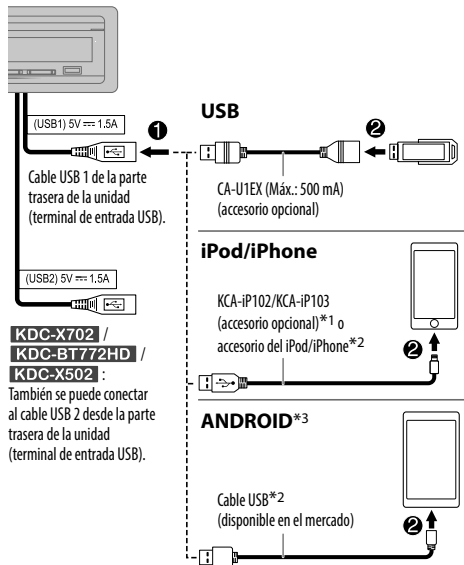 (USB1) 5V ⎓ 1.5A
❶
Cable USB 1 de la parte
trasera de la unidad
(terminal de entrada USB).
(USB2) 5V ⎓ 1.5A
KDC-X702 /
KDC-BT772HD /
KDC-X502 :
También se puede conectar
al cable USB 2 desde la parte
trasera de la unidad
(terminal de entrada USB).
USB
❷
CA-U1EX (Máx.: 500 mA)
(accesorio opcional)
iPod/iPhone
KCA-iP102/KCA-iP103
(accesorio opcional)*1 o
accesorio del iPod/iPhone*2
❷
ANDROID*3
Cable USB*2
(disponible en el mercado)
❷